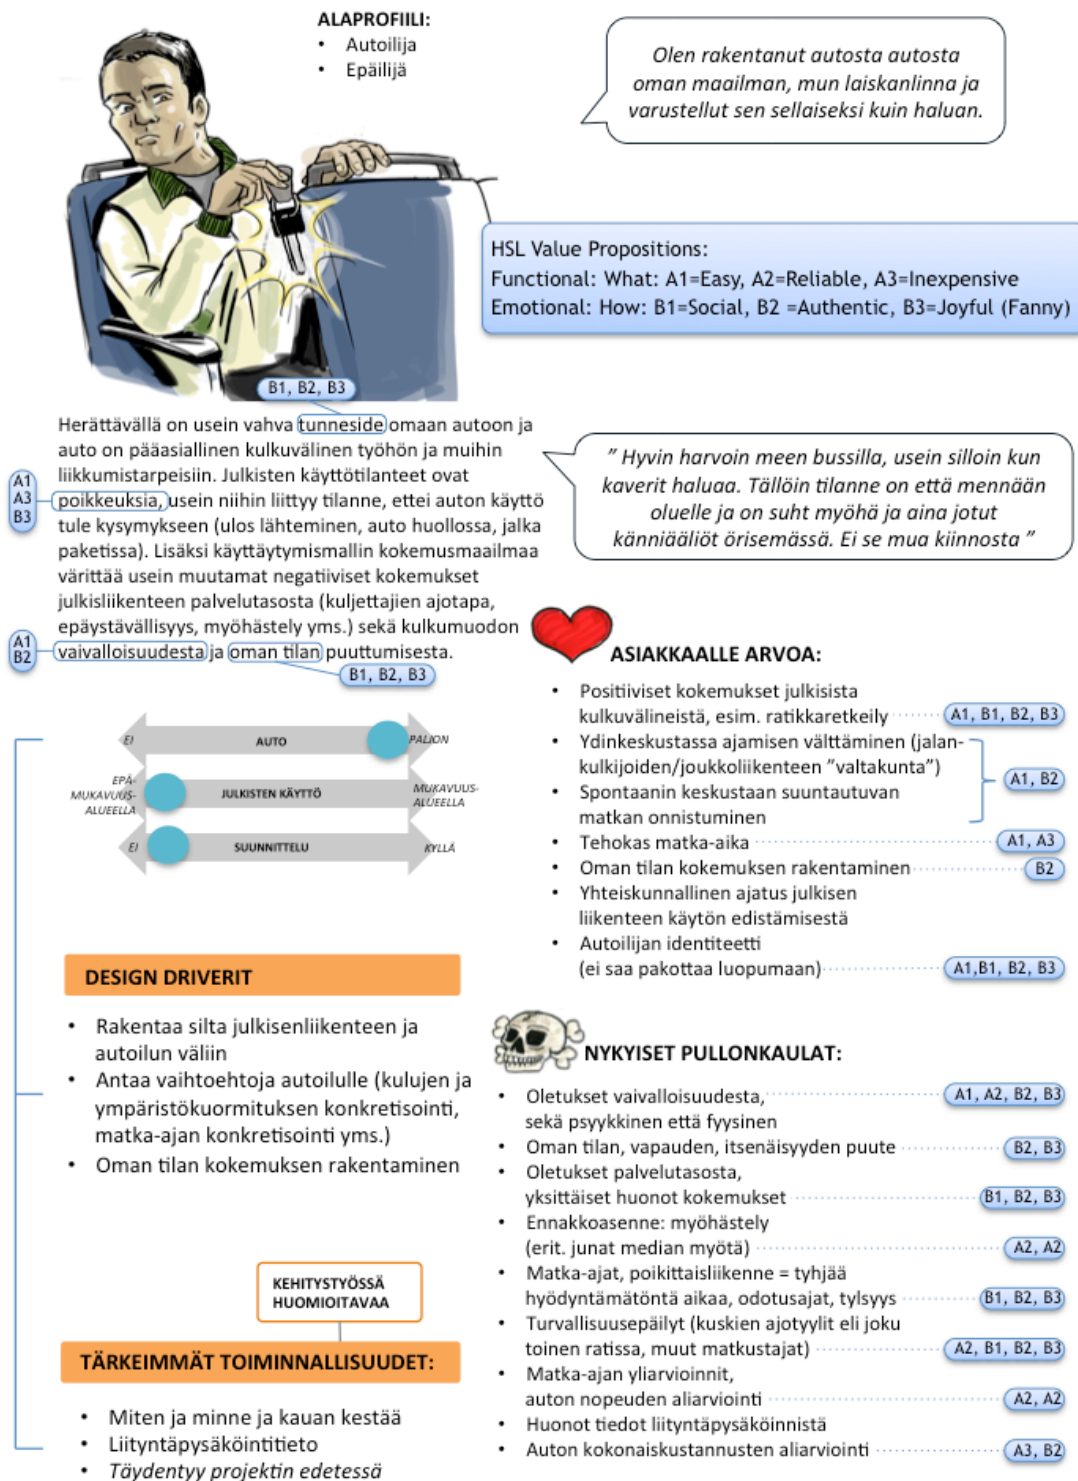 ALAPROFIILI:
• Autoilija
• Epäilijä
Olen rakentanut autosta autosta
oman maailman, mun laiskanlinna ja
varustellut sen sellaiseksi kuin haluan.
HSL Value Propositions:
Functional: What: A1=Easy, A2=Reliable, A3=Inexpensive
Emotional: How: B1=Social, B2 =Authentic, B3=Joyful (Fanny)
B1, B2, B3
Herättävällä on usein vahva tunneside omaan autoon ja
auto on pääasiallinen kulkuvälinen työhön ja muihin
liikkumistarpeisiin. Julkisten käyttötilanteet ovat
poikkeuksia, usein niihin liittyy tilanne, ettei auton käyttö
tule kysymykseen (ulos lähteminen, auto huollossa, jalka
paketissa). Lisäksi käyttäytymismallin kokemusmaailmaa
värittää usein muutamat negatiiviset kokemukset
julkisliikenteen palvelutasosta (kuljettajien ajotapa,
epäystävällisyys, myöhästely yms.) sekä kulkumuodon
vaivalloisuudesta ja oman tilan puuttumisesta.
A1
A3
B3
A1
B2
B1, B2, B3
" Hyvin harvoin meen bussilla, usein silloin kun
kaverit haluaa. Tällöin tilanne on että mennään
oluelle ja on suht myöhä ja aina jotut
känniääliöt örisemässä. Ei se mua kiinnosta "
EI
AUTO
PALJON
EPÄ-
MUKAVUUS-
ALUEELLA
JULKISTEN KÄYTTÖ
MUKAVUUS-
ALUEELLA
EI
SUUNNITTELU
KYLLÄ
ASIAKKAALLE ARVOA:
• Positiiviset kokemukset julkisista
kulkuvälineistä, esim. ratikkaretkeily A1, B1, B2, B3
• Ydinkeskustassa ajamisen välttäminen (jalan-
kulkijoiden/joukkoliikenteen "valtakunta")
• Spontaanin keskustaan suuntautuvan
matkan onnistuminen
A1, B2
• Tehokas matka-aika A1, A3
• Oman tilan kokemuksen rakentaminen B2
• Yhteiskunnallinen ajatus julkisen
liikenteen käytön edistämisestä
• Autoilijan identiteetti
(ei saa pakottaa luopumaan) A1,B1, B2, B3
DESIGN DRIVERIT
• Rakentaa silta julkisenliikenteen ja
autoilun väliin
• Antaa vaihtoehtoja autoilulle (kulujen ja
ympäristökuormituksen konkretisointi,
matka-ajan konkretisointi yms.)
• Oman tilan kokemuksen rakentaminen
KEHITYSTYÖSSÄ
HUOMIOITAVAA
TÄRKEIMMÄT TOIMINNALLISUUDET:
• Miten ja minne ja kauan kestää
• Liityntäpysäköintitieto
• Täydentyy projektin edetessä
NYKYISET PULLONKAULAT:
• Oletukset vaivalloisuudesta, A1, A2, B2, B3
sekä psyykkinen että fyysinen
• Oman tilan, vapauden, itsenäisyyden puute B2, B3
• Oletukset palvelutasosta,
yksittäiset huonot kokemukset B1, B2, B3
• Ennakkoasenne: myöhästely
(erit. junat median myötä) A2, A2
• Matka-ajat, poikittaisliikenne = tyhjää
hyödyntämätöntä aikaa, odotusajat, tylsyys B1, B2, B3
• Turvallisuusepäilyt (kuskien ajotyylit eli joku
toinen ratissa, muut matkustajat) A2, B1, B2, B3
• Matka-ajan yliarvioinnit,
auton nopeuden aliarviointi A2, A2
• Huonot tiedot liityntäpysäköinnistä
• Auton kokonaiskustannusten aliarviointi A3, B2